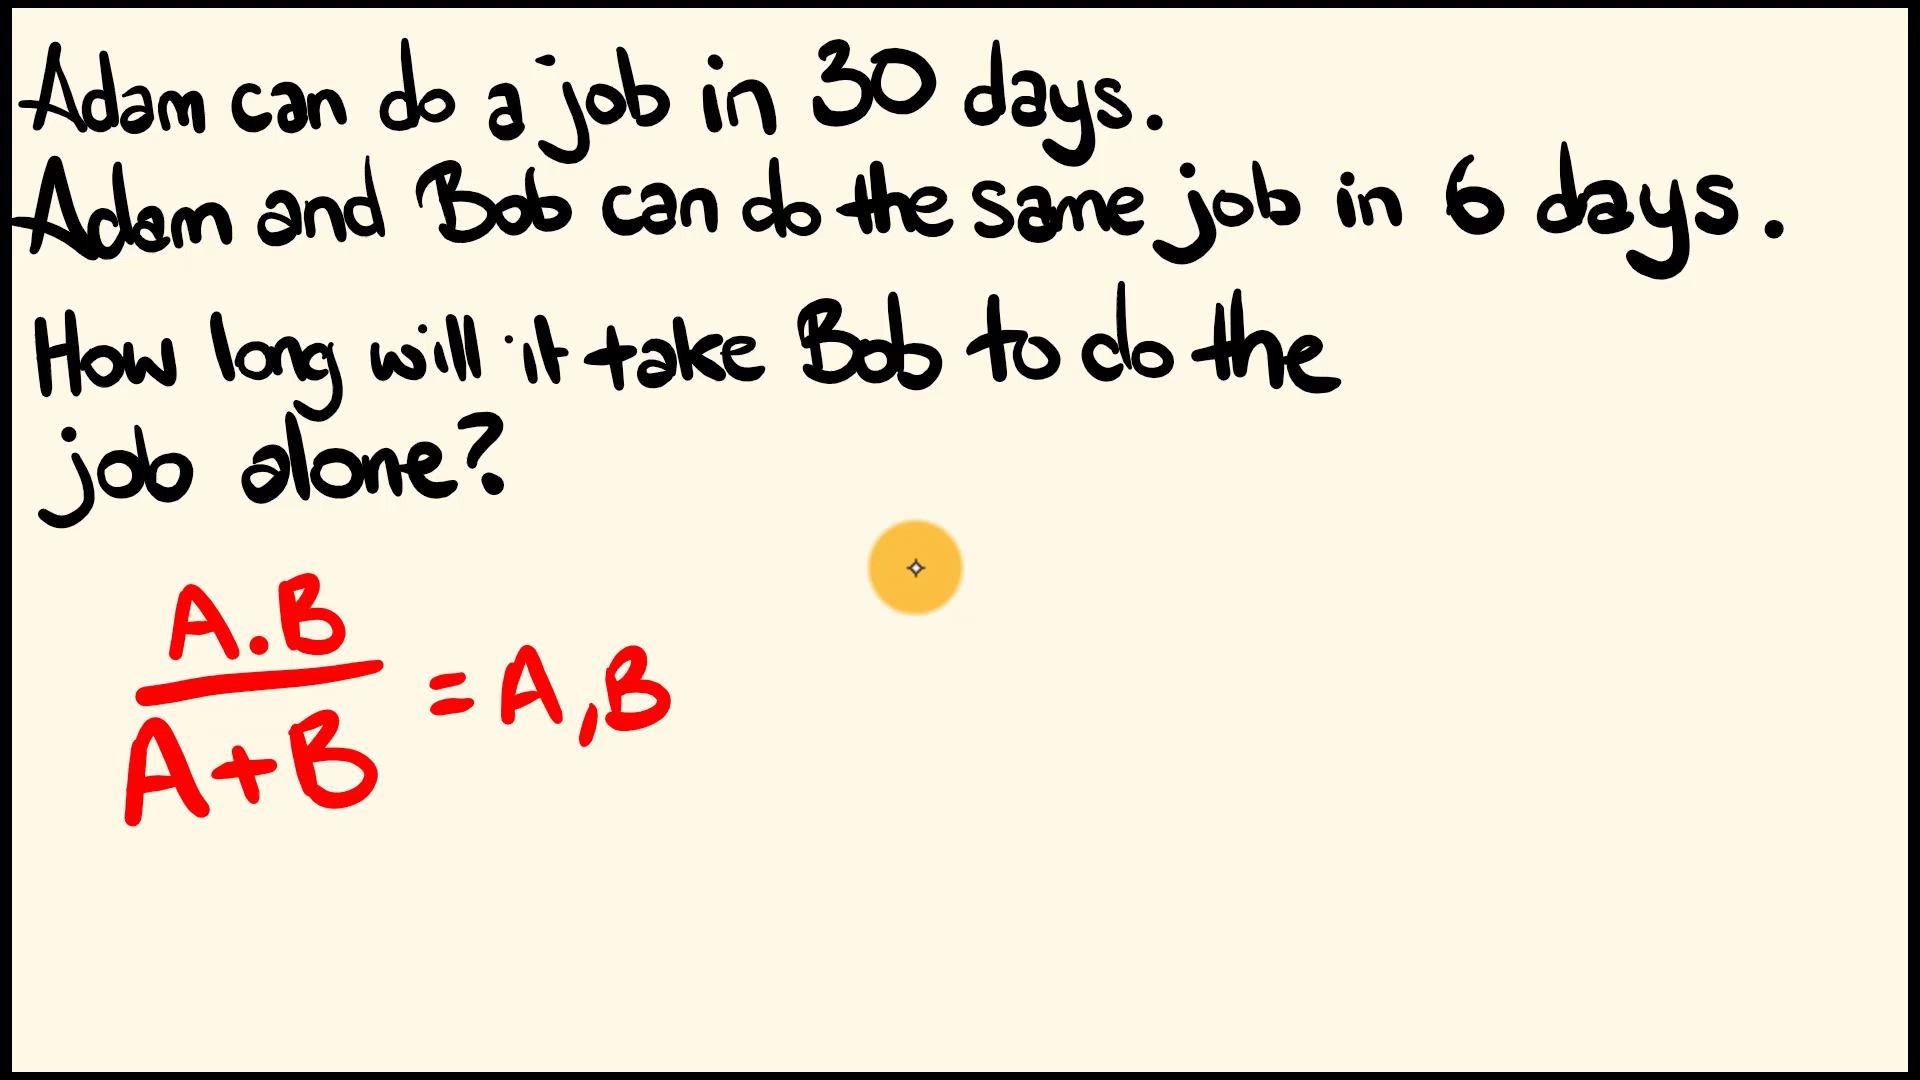 Adam can do a job in 30 days.
Adam and Bob can do the same job in 6 days.
How long will it take Bob to do the
job alone?
A.B
= A,B
A+B